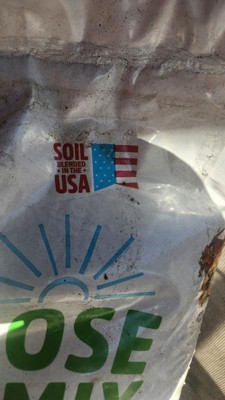 SOIL
BLENDED
• IN THE •
USA
OSE
MIX